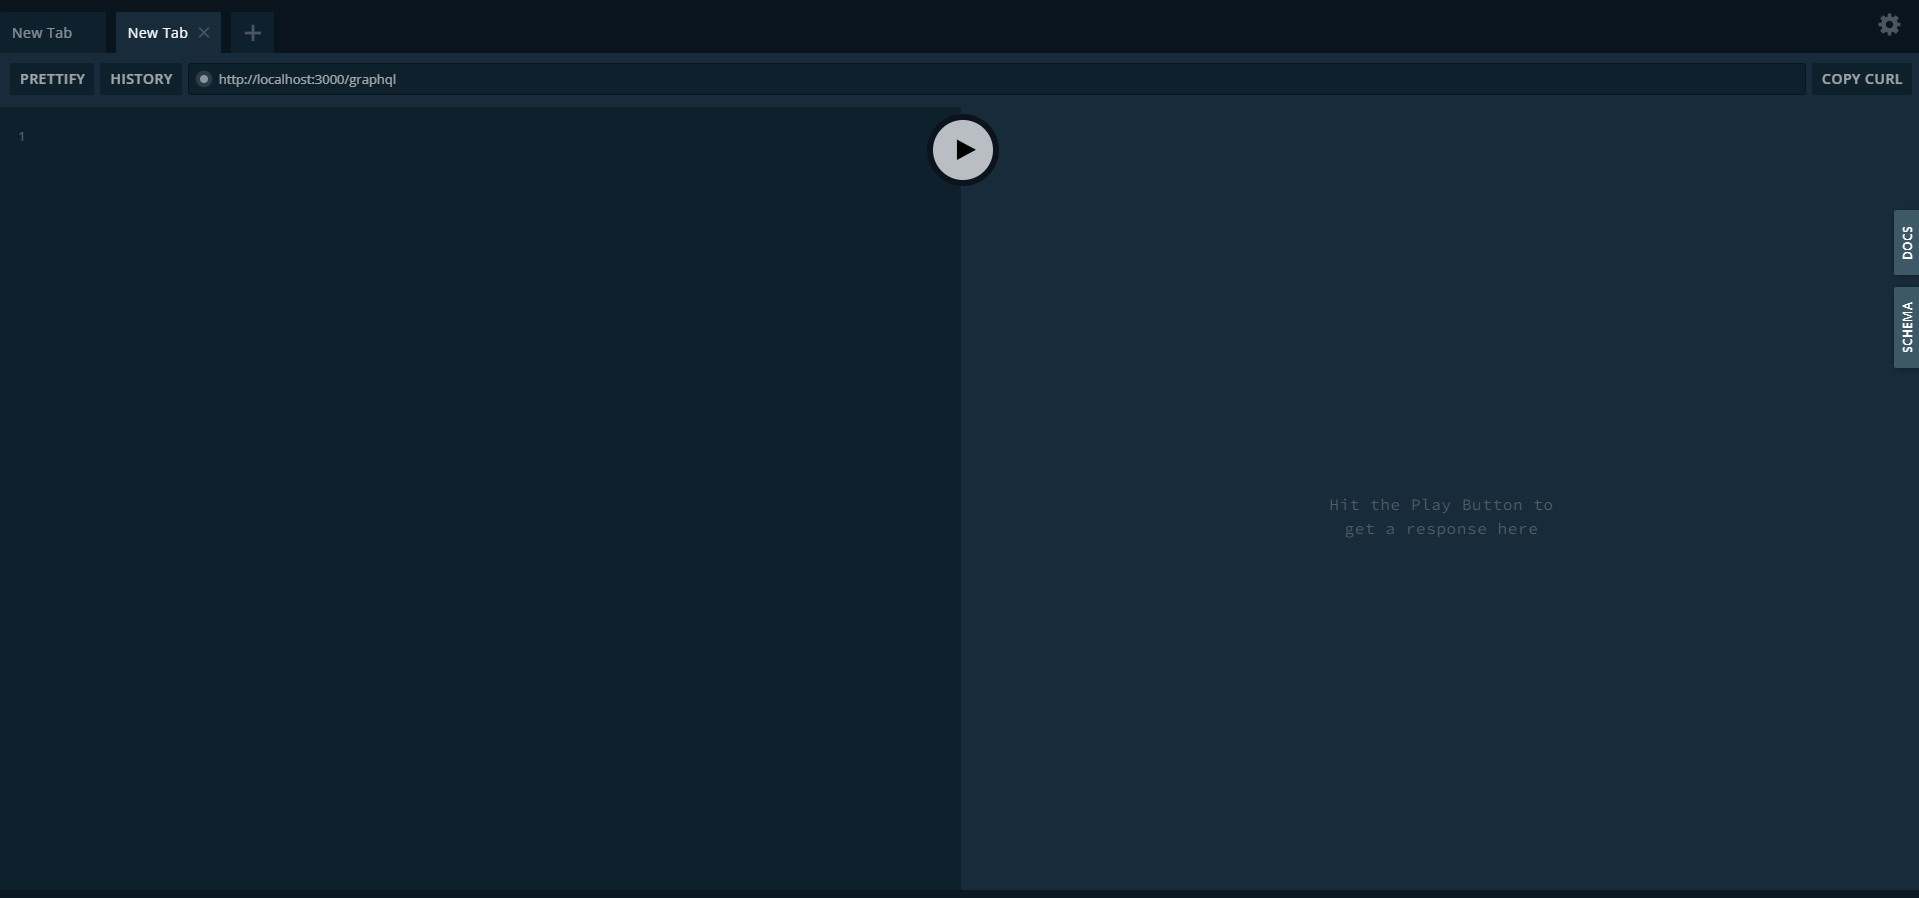 New Tab
New Tab
PRETTIFY
HISTORY
http://localhost:3000/graphql
COPY CURL
1
DOCS
SCHEMA
Hit the Play Button to
get a response here